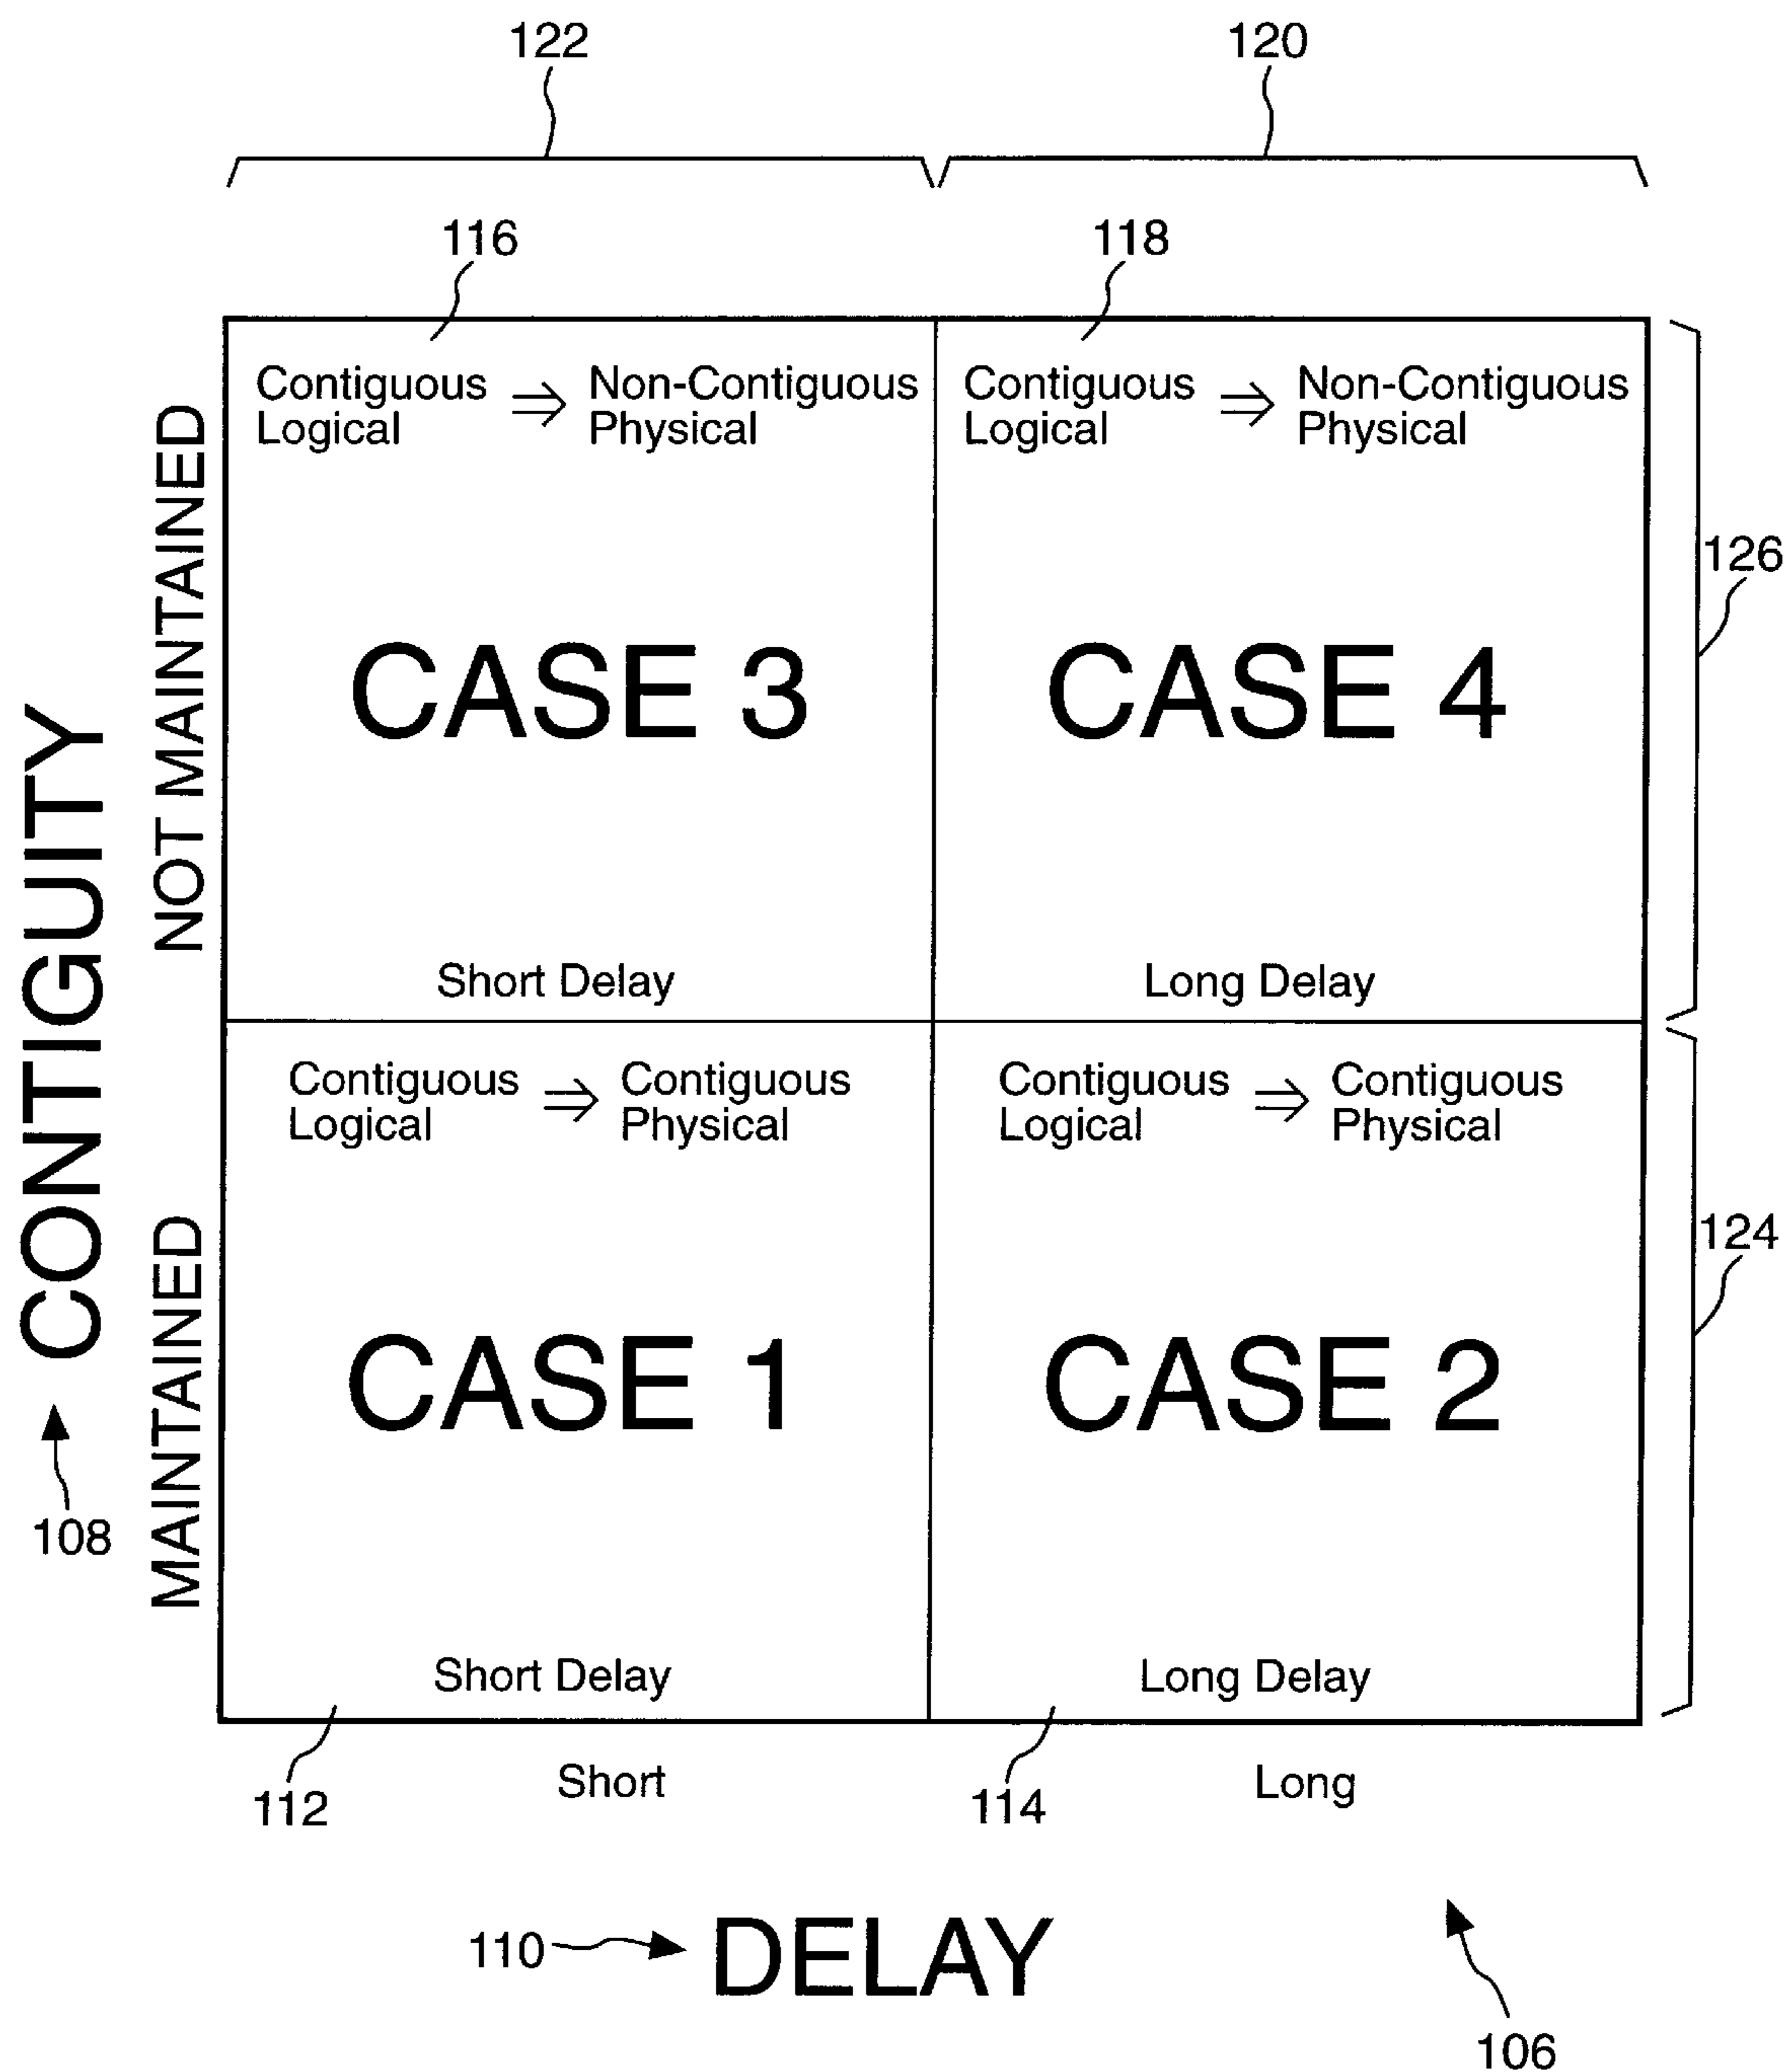 122
120
116
118
Contiguous Logical ⇒ Non-Contiguous Physical
Contiguous Logical ⇒ Non-Contiguous Physical
126
NOT MAINTAINED
CASE 3
CASE 4
Short Delay
Long Delay
CONTIGUITY
Contiguous Logical ⇒ Contiguous Physical
Contiguous Logical ⇒ Contiguous Physical
124
MAINTAINED
CASE 1
CASE 2
108
Short Delay
Long Delay
112
Short
114
Long
110
DELAY
106